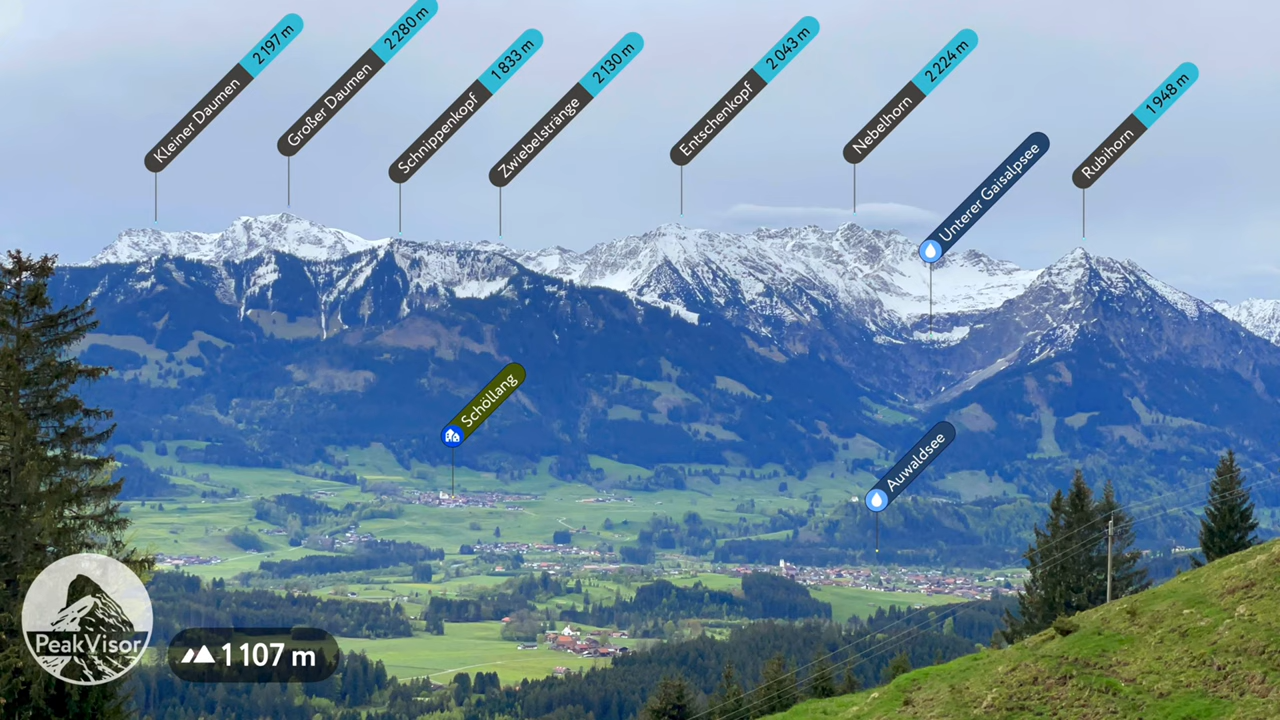 Kleiner Daumen 2197 m
Großer Daumen 2280 m
Schnippenkopf 1833 m
Zwiebelstränge 2130 m
Entschenkopf 2043 m
Nebelhorn 2224 m
Unterer Gaisalpsee
Rubihorn 1948 m
Schöllang
Auwaldsee
PeakVisor
1107 m